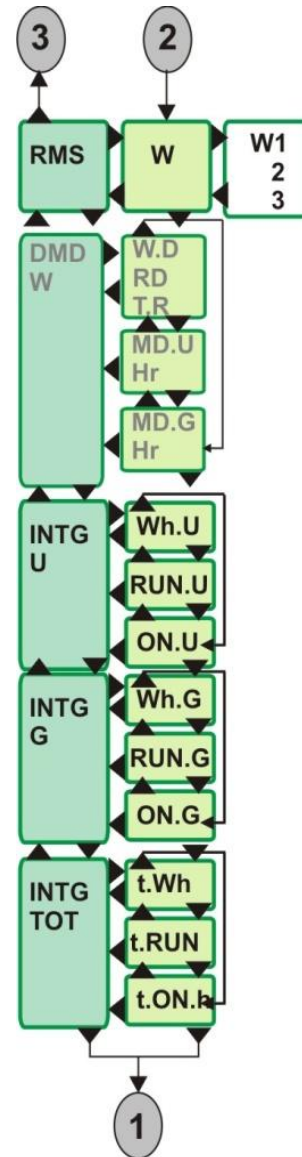 3
2
RMS
W
W1
2
3
DMD
W
W.D
RD
T,R
MD.U
Hr
MD.G
Hr
INTG
U
Wh.U
RUN.U
ON.U
INTG
G
Wh.G
RUN.G
ON.G
INTG
TOT
t.Wh
t.RUN
t.ON.h
1